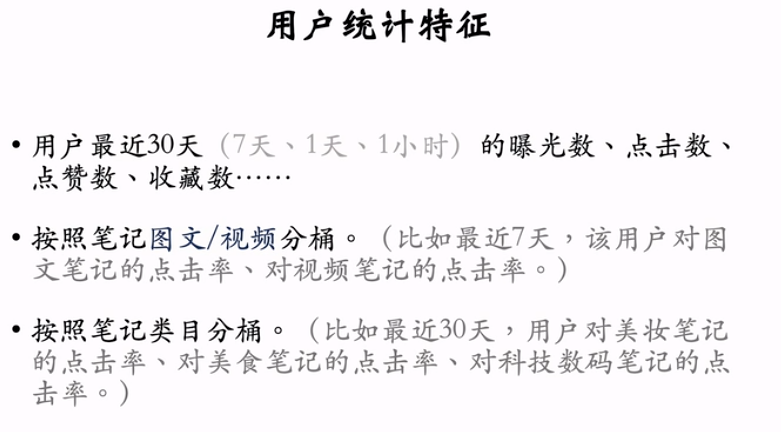 用户统计特征
• 用户最近30天（7天、1天、1小时）的曝光数、点击数、
点赞数、收藏数……
• 按照笔记图文/视频分桶。（比如最近7天，该用户对图
文笔记的点击率、对视频笔记的点击率。）
• 按照笔记类目分桶。（比如最近30天，用户对美妆笔记
的点击率、对美食笔记的点击率、对科技数码笔记的点
击率。）